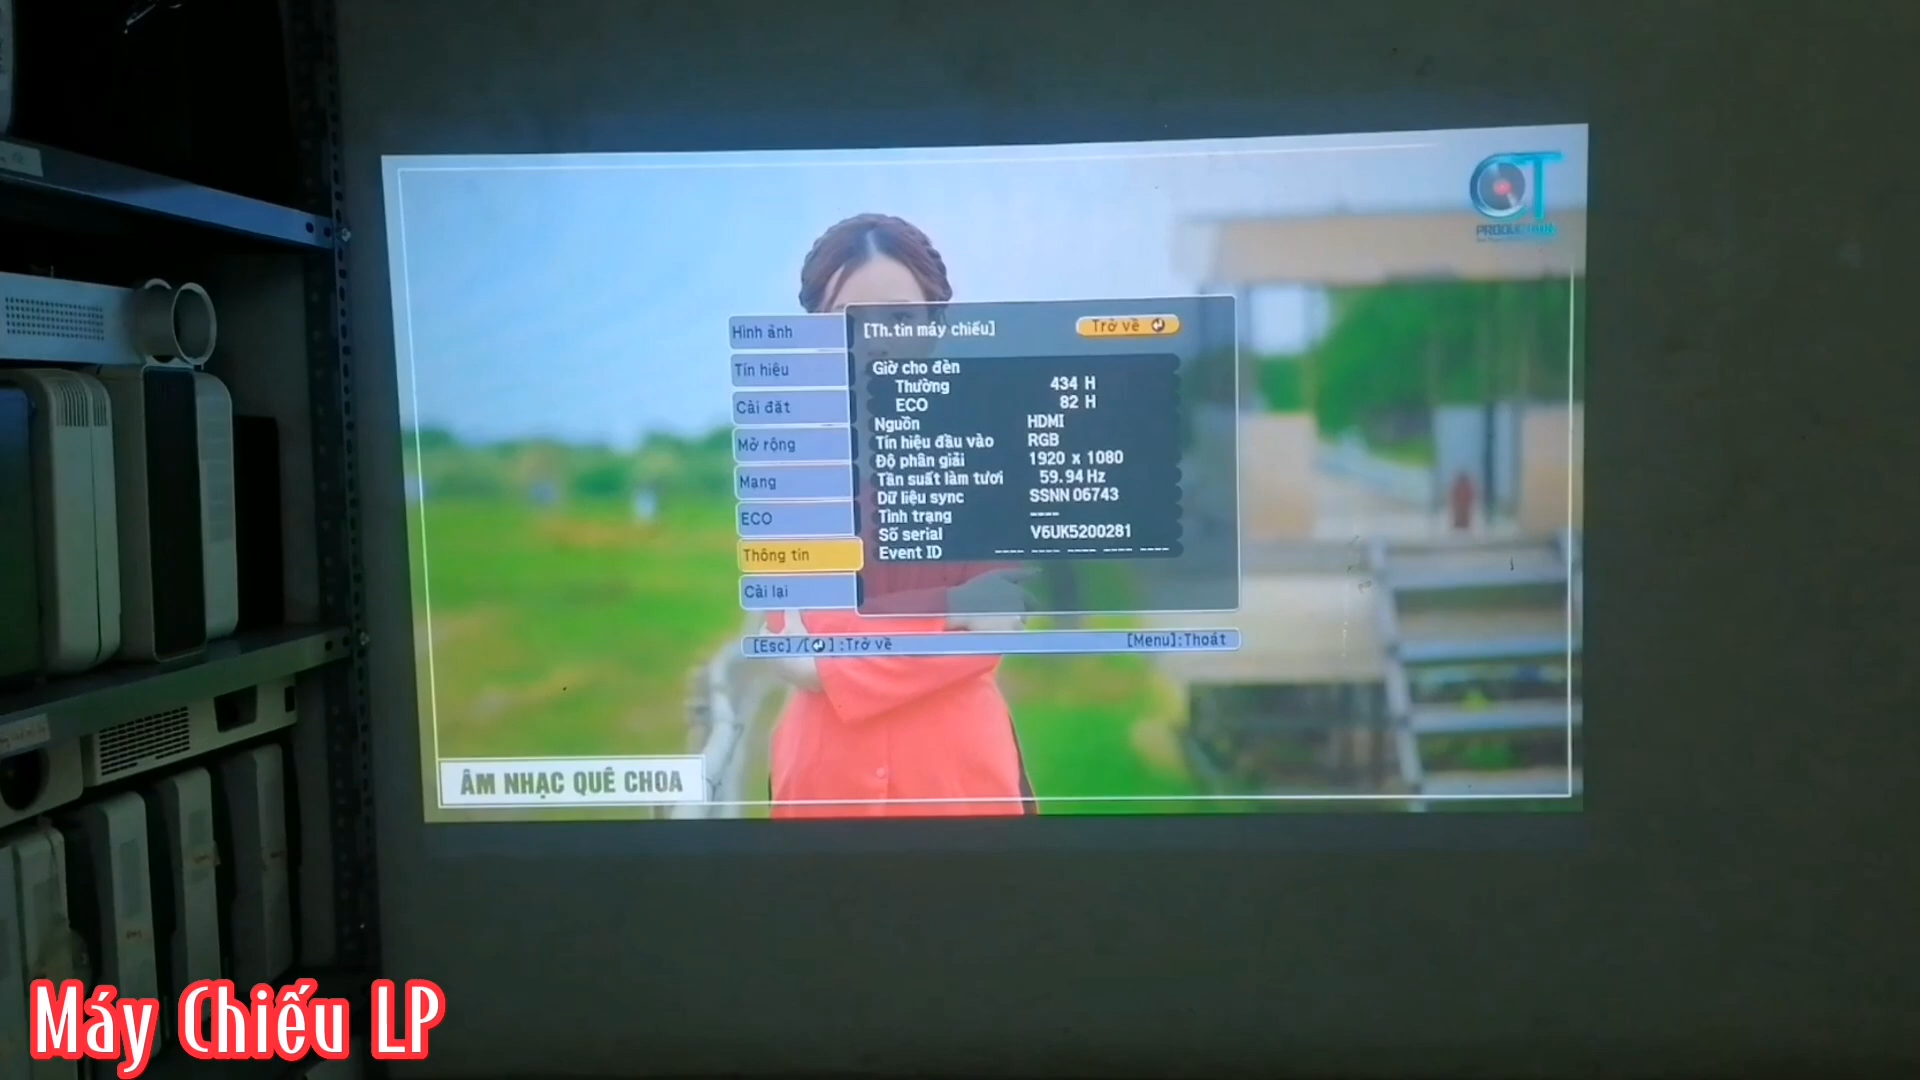 CT
PRODUCTION
Hình ảnh
Tín hiệu
Cài đặt
Mở rộng
Mạng
ECO
Thông tin
Cài lại
[Th.tin máy chiếu]
Trở về
Giờ cho đèn
Thường 434 H
ECO 82 H
Nguồn HDMI
Tín hiệu đầu vào RGB
Độ phân giải 1920 x 1080
Tần suất làm tươi 59.94 Hz
Dữ liệu sync SSNN 06743
Tình trạng ----
Số serial V6UK5200281
Event ID ---- ---- ---- ---- ----
[Esc] /[ ] :Trở về
[Menu]:Thoát
ÂM NHẠC QUÊ CHOA
Máy Chiếu LP